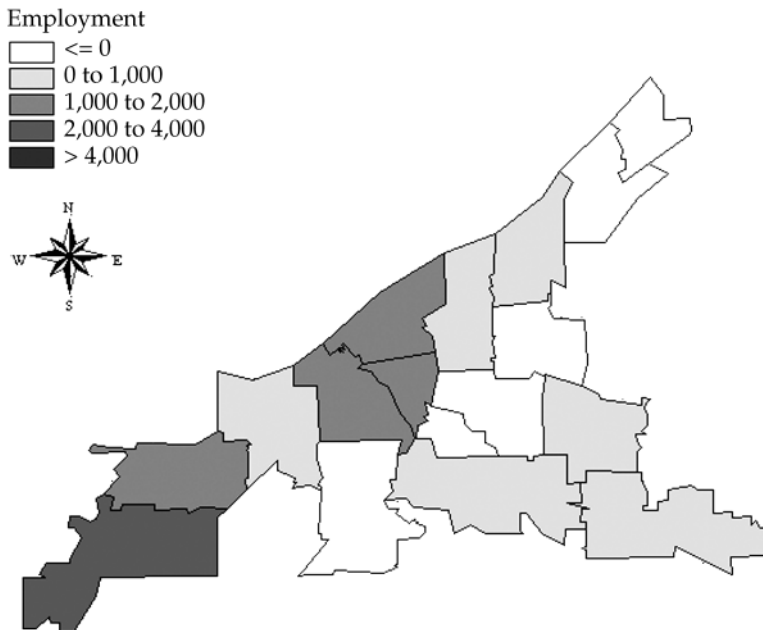 Employment
<= 0
0 to 1,000
1,000 to 2,000
2,000 to 4,000
> 4,000
N
W E
S